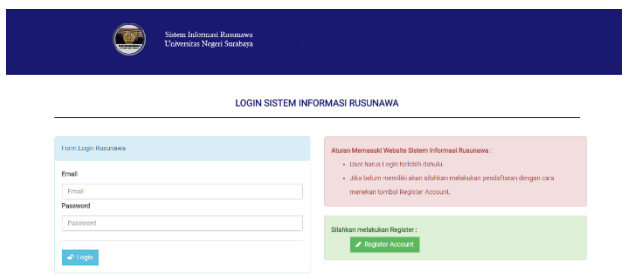 Sistem Informasi Rusunawa
Universitas Negeri Surabaya
LOGIN SISTEM INFORMASI RUSUNAWA
Form Login Rusunawa
Email
Email
Password
Password
Login
Aturan Memasuki Website Sistem Informasi Rusunawa :
User harus Login terlebih dahulu.
Jika belum memiliki akun silahkan melakukan pendaftaran dengan cara
menekan tombol Register Account.
Silahkan melakukan Register :
Register Account